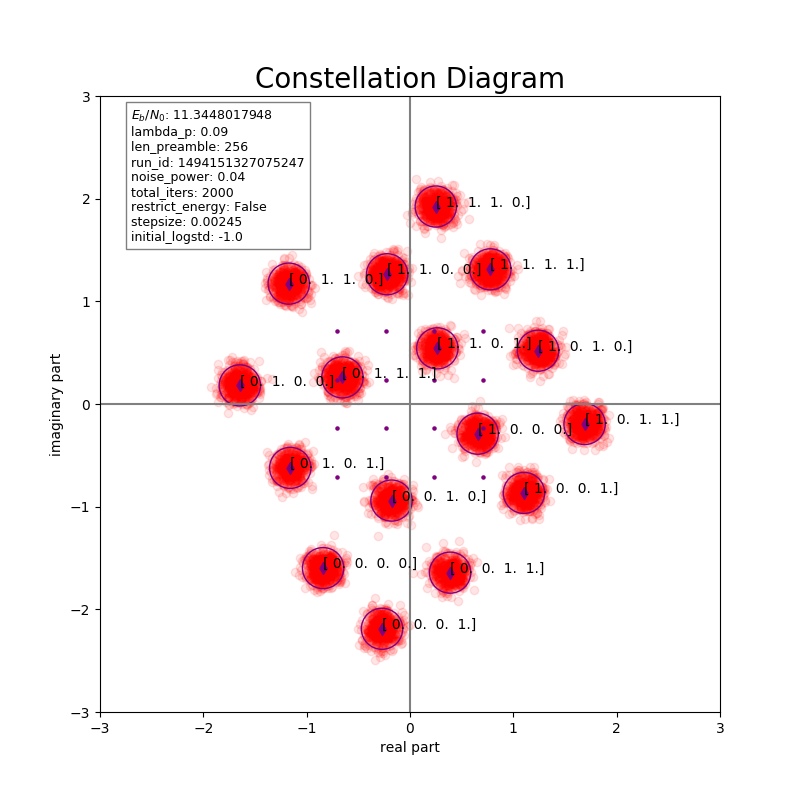 Constellation Diagram
E_b/N_0: 11.3448017948
lambda_p: 0.09
len_preamble: 256
run_id: 1494151327075247
noise_power: 0.04
total_iters: 2000
restrict_energy: False
stepsize: 0.00245
initial_logstd: -1.0
[ 1. 1. 1. 0.]
[ 1. 1. 0. 0.]
[ 1. 1. 1. 1.]
[ 0. 1. 1. 0.]
[ 1. 1. 0. 1.]
[ 1. 0. 1. 0.]
[ 0. 1. 0. 0.]
[ 0. 1. 1. 1.]
[ 1. 0. 0. 0.]
[ 1. 0. 1. 1.]
[ 0. 1. 0. 1.]
[ 0. 0. 1. 0.]
[ 1. 0. 0. 1.]
[ 0. 0. 0. 0.]
[ 0. 0. 1. 1.]
[ 0. 0. 0. 1.]
3
2
1
0
−1
−2
−3
imaginary part
−3 −2 −1 0 1 2 3
real part